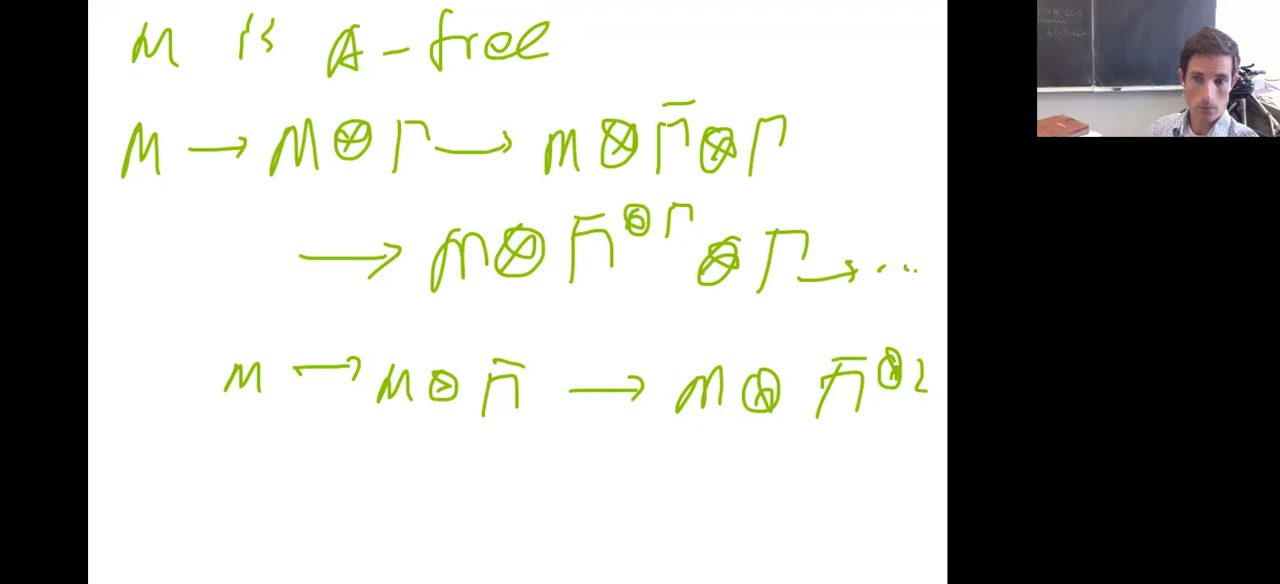 M is A-free
M → M ⊗ Γ → M ⊗ Γ̄ ⊗ Γ
→ M ⊗ Γ̄^⊗Γ ⊗ Γ → ...
M → M ⊗ Γ̄ → M ⊗ Γ̄^⊗2